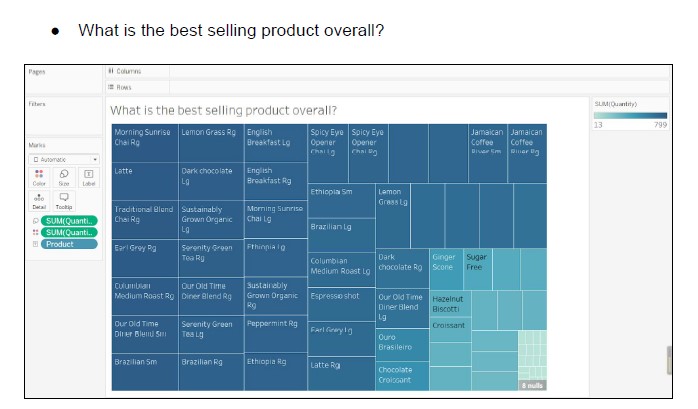 • What is the best selling product overall?
Pages
Columns
Rows
Filters
What is the best selling product overall?
SUM(Quantity)
13 799
Marks
Automatic
Color Size Label
Detail Tooltip
SUM(Quanti..
SUM(Quanti..
Product
Morning Sunrise
Chai Rg
Latte
Traditional Blend
Chai Rg
Earl Grey Rg
Columbian
Medium Roast Rg
Our Old Time
Diner Blend Sm
Brazilian Sm
Lemon Grass Rg
Dark chocolate
Lg
Sustainably
Grown Organic
Lg
Serenity Green
Tea Rg
Our Old Time
Diner Blend Rg
Serenity Green
Tea Lg
Brazilian Rg
English
Breakfast Lg
English
Breakfast Rg
Morning Sunrise
Chai Lg
Ethiopia Lg
Sustainably
Grown Organic
Rg
Peppermint Rg
Ethiopia Rg
Spicy Eye
Opener
Chai Lg
Spicy Eye
Opener
Chai Rg
Jamaican
Coffee
River Sm
Jamaican
Coffee
River Rg
Ethiopia Sm
Brazilian Lg
Columbian
Medium Roast Lg
Espresso shot
Earl Grey Lg
Latte Rg
Lemon
Grass Lg
Dark
chocolate Rg
Our Old Time
Diner Blend
Lg
Ouro
Brasileiro
Chocolate
Croissant
Ginger
Scone
Sugar
Free
Hazelnut
Biscotti
Croissant
8 nulls